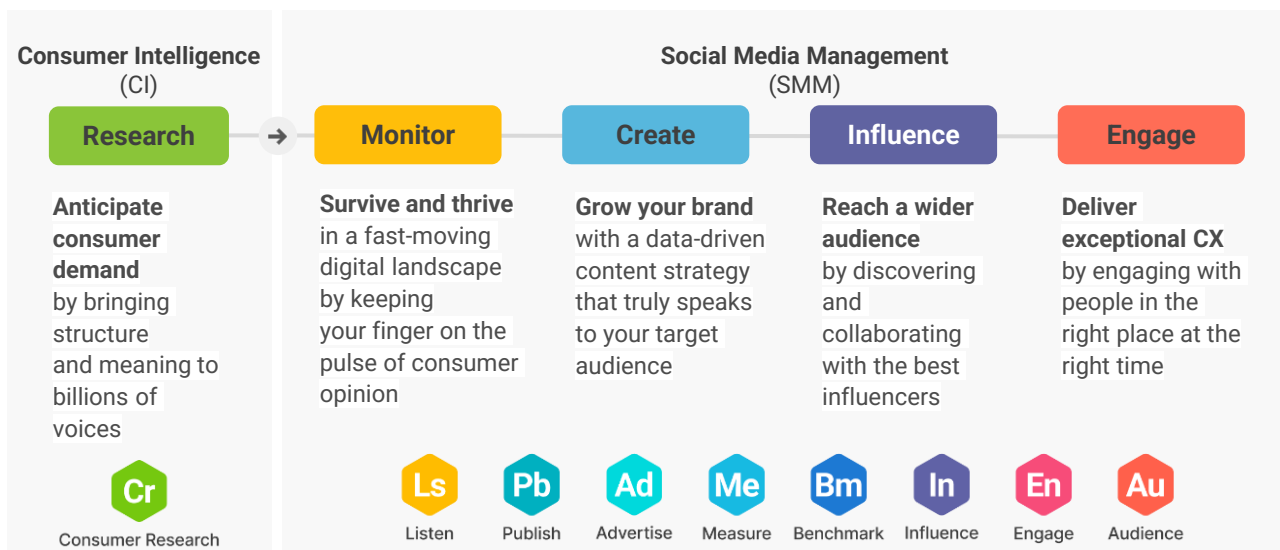 Consumer Intelligence
(CI)
Research
Anticipate
consumer
demand
by bringing
structure
and meaning to
billions of
voices
Cr
Consumer Research
Social Media Management
(SMM)
Monitor
Survive and thrive
in a fast-moving
digital landscape
by keeping
your finger on the
pulse of consumer
opinion
Create
Grow your brand
with a data-driven
content strategy
that truly speaks
to your target
audience
Influence
Reach a wider
audience
by discovering
and
collaborating
with the best
influencers
Engage
Deliver
exceptional CX
by engaging with
people in the
right place at the
right time
Ls
Listen
Pb
Publish
Ad
Advertise
Me
Measure
Bm
Benchmark
In
Influence
En
Engage
Au
Audience